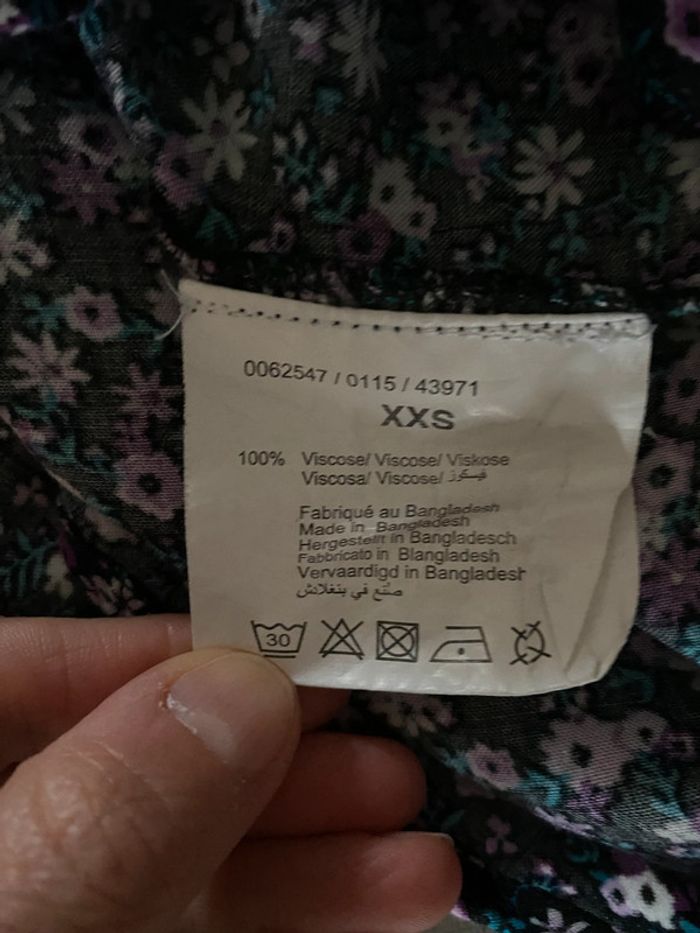 0062547 / 0115 / 43971
XXS
100% Viscose/ Viscose/ Viskose
Viscosa/ Viscose/ فيسكوز
Fabriqué au Bangladesh
Made in Bangladesh
Hergestellt in Bangladesch
Fabbricato in Blangladesh
Vervaardigd in Bangladesh
صنع في بنغلادش
30